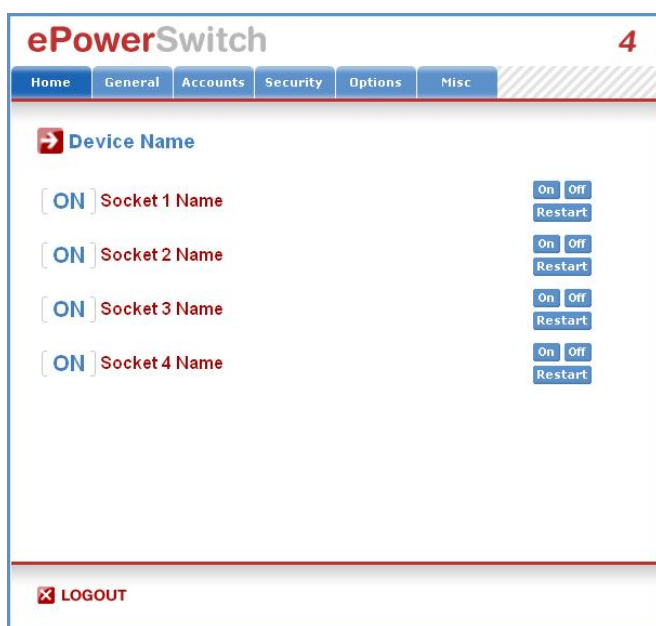 ePowerSwitch 4
Home General Accounts Security Options Misc
Device Name
ON Socket 1 Name On Off
Restart
ON Socket 2 Name On Off
Restart
ON Socket 3 Name On Off
Restart
ON Socket 4 Name On Off
Restart
LOGOUT